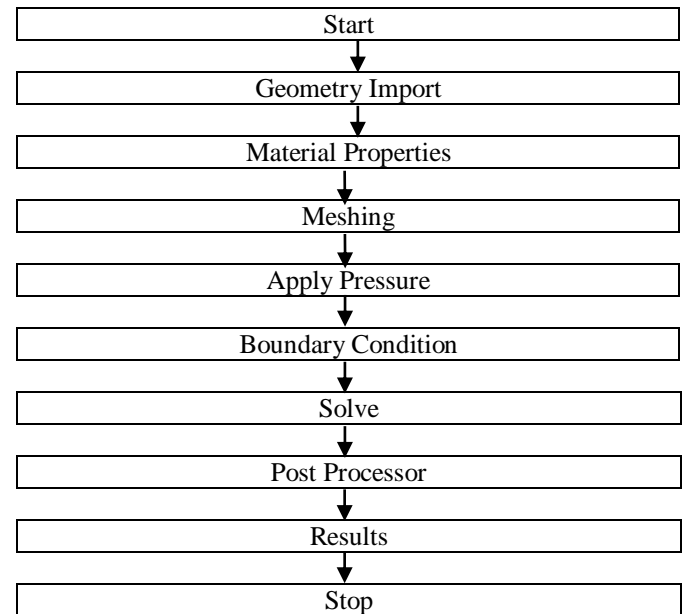 Start
Geometry Import
Material Properties
Meshing
Apply Pressure
Boundary Condition
Solve
Post Processor
Results
Stop